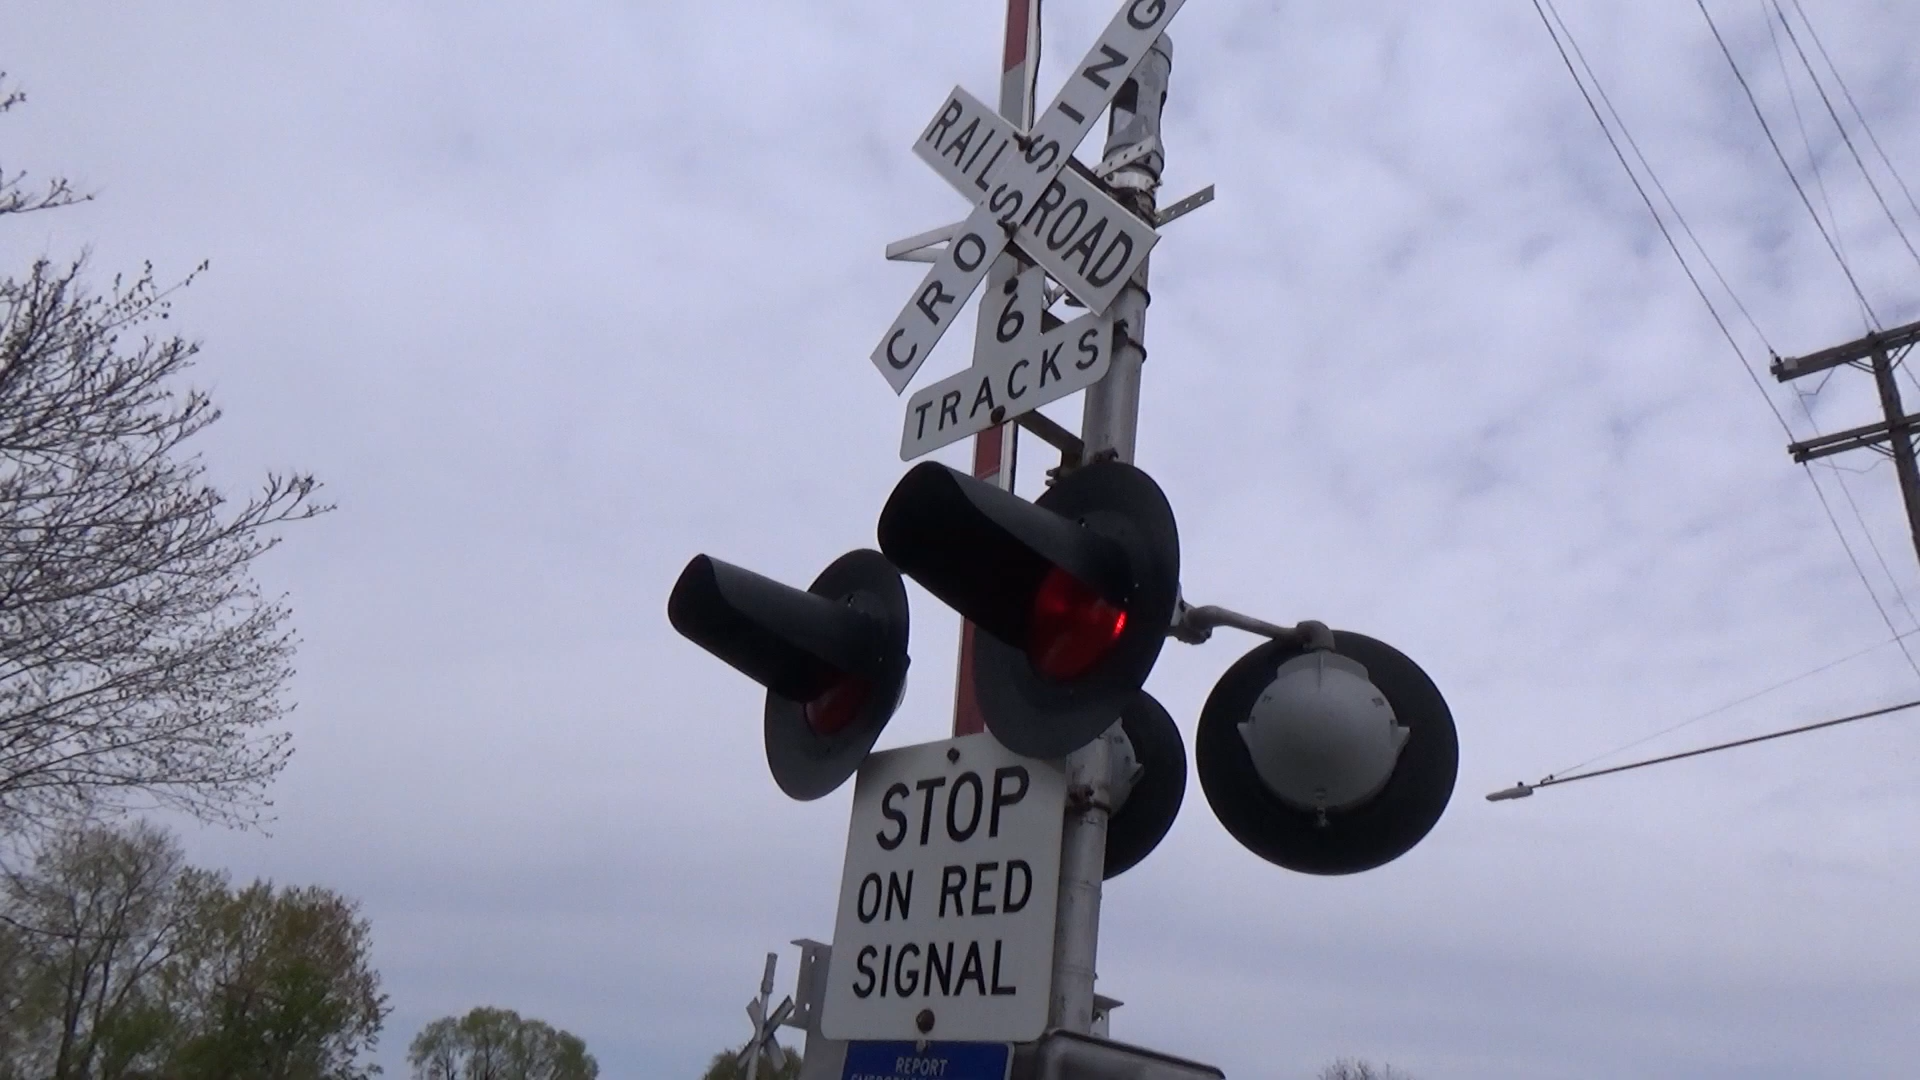 RAILROAD
CROSSING
6
TRACKS
STOP
ON RED
SIGNAL
REPORT